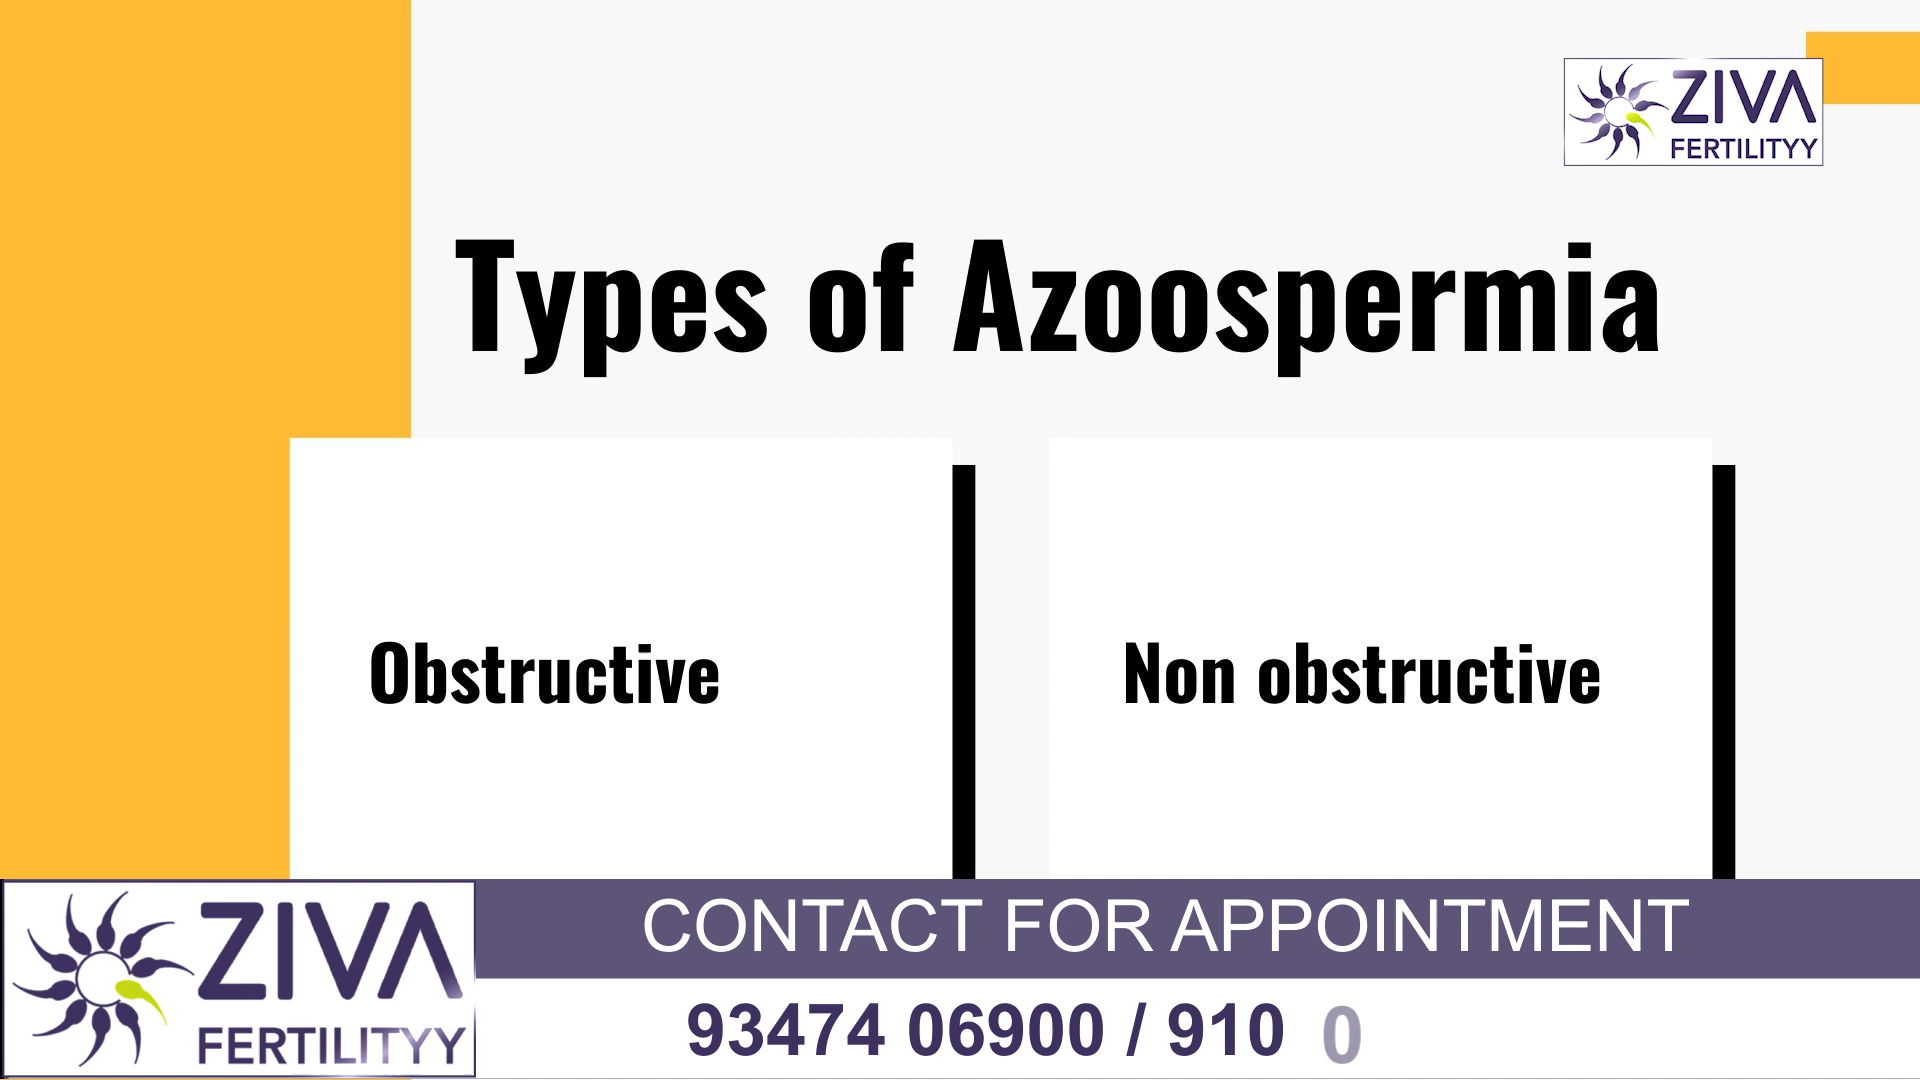 ZIVA
FERTILITYY
Types of Azoospermia
Obstructive
Non obstructive
ZIVA
FERTILITYY
CONTACT FOR APPOINTMENT
93474 06900 / 910 0